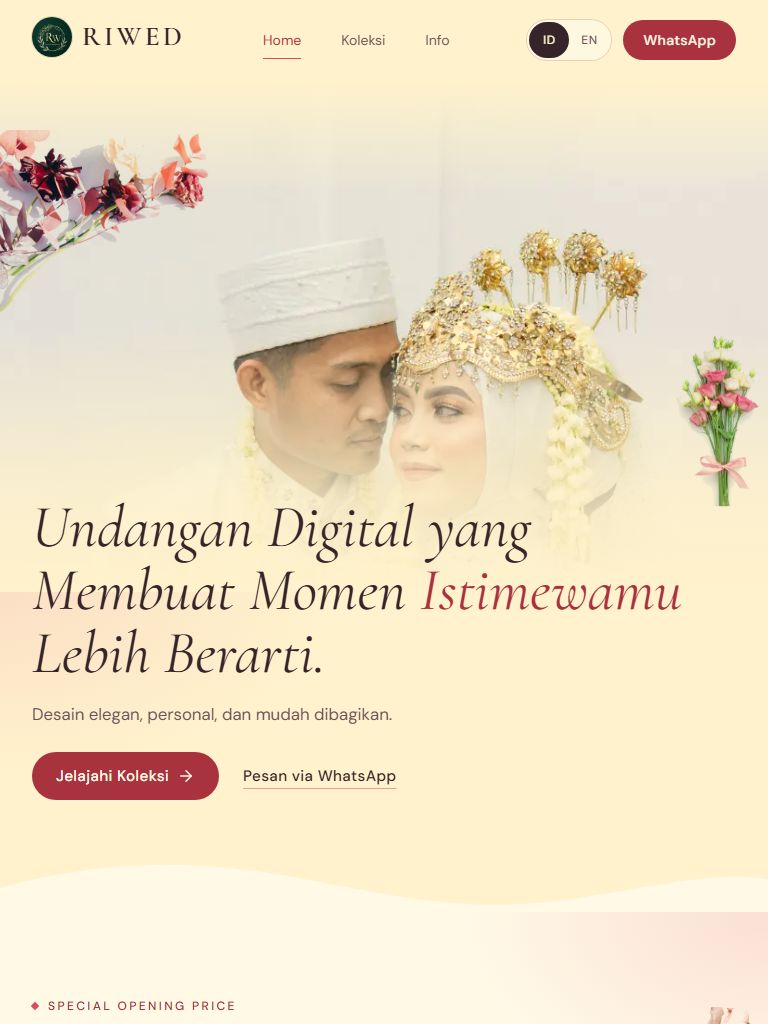 RW
RIWED
Home
Koleksi
Info
ID
EN
WhatsApp
Undangan Digital yang
Membuat Momen Istimewamu
Lebih Berarti.
Desain elegan, personal, dan mudah dibagikan.
Jelajahi Koleksi →
Pesan via WhatsApp
SPECIAL OPENING PRICE